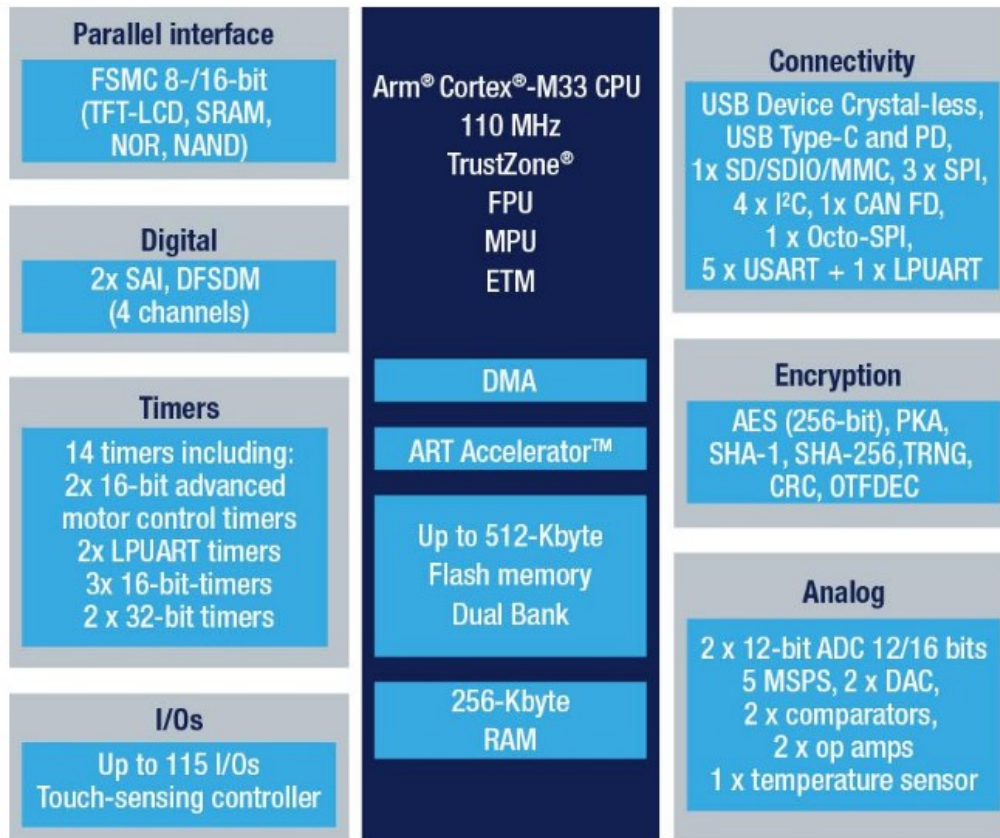 Parallel interface
FSMC 8-/16-bit
(TFT-LCD, SRAM,
NOR, NAND)
Digital
2x SAI, DFSDM
(4 channels)
Timers
14 timers including:
2x 16-bit advanced
motor control timers
2x LPUART timers
3x 16-bit-timers
2 x 32-bit timers
I/Os
Up to 115 I/Os
Touch-sensing controller
Arm® Cortex®-M33 CPU
110 MHz
TrustZone®
FPU
MPU
ETM
DMA
ART Accelerator™
Up to 512-Kbyte
Flash memory
Dual Bank
256-Kbyte
RAM
Connectivity
USB Device Crystal-less,
USB Type-C and PD,
1x SD/SDIO/MMC, 3 x SPI,
4 x I²C, 1x CAN FD,
1 x Octo-SPI,
5 x USART + 1 x LPUART
Encryption
AES (256-bit), PKA,
SHA-1, SHA-256,TRNG,
CRC, OTFDEC
Analog
2 x 12-bit ADC 12/16 bits
5 MSPS, 2 x DAC,
2 x comparators,
2 x op amps
1 x temperature sensor